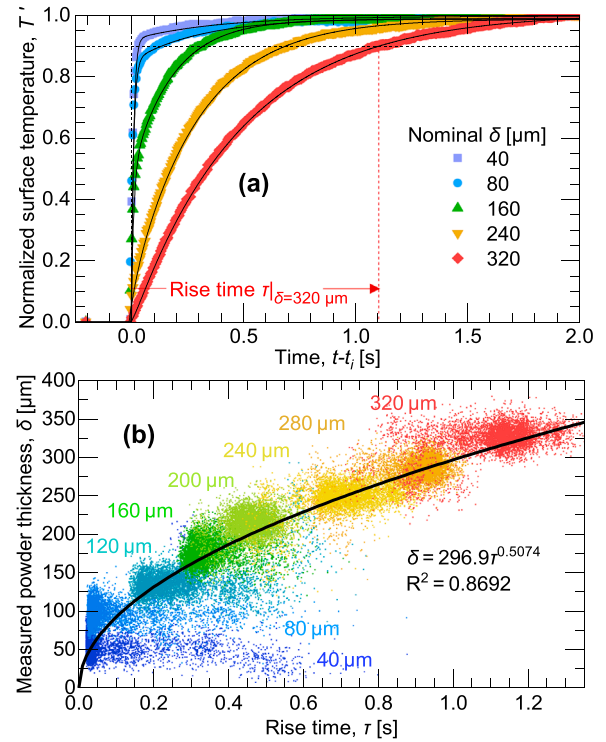 Normalized surface temperature, T ′
1.0
0.8
0.6
0.4
0.2
0.0
(a)
Nominal δ [µm]
40
80
160
240
320
Rise time τ|δ=320 µm
0.0 0.5 1.0 1.5 2.0
Time, t-ti [s]
Measured powder thickness, δ [µm]
400
350
300
250
200
150
100
50
0
(b)
320 µm
280 µm
240 µm
200 µm
160 µm
120 µm
80 µm
40 µm
δ = 296.9τ^0.5074
R² = 0.8692
0.0 0.2 0.4 0.6 0.8 1.0 1.2
Rise time, τ [s]